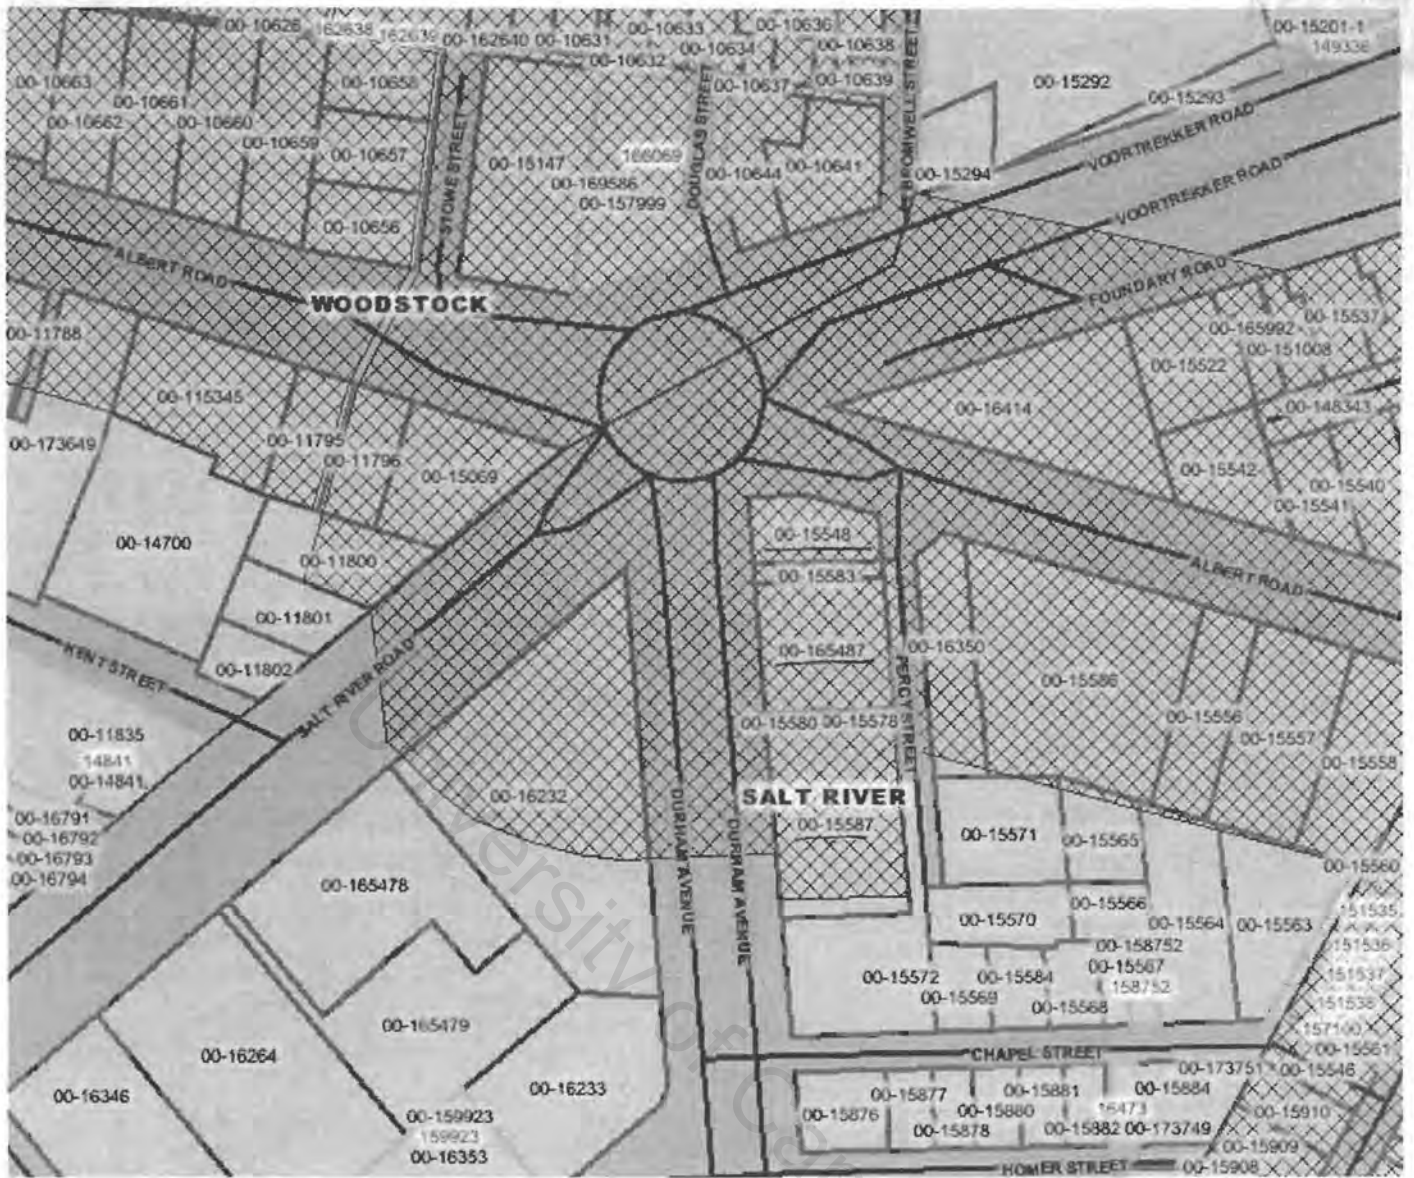 00-10626 162638 162639 00-162640 00-10631 00-10633 00-10636 00-15201-1
149336
00-10634 00-10638
00-10632
00-10663 00-10658 00-10637 00-10639 00-15292
00-10661 00-15293
00-10662 00-10660
00-10659 VOORTREKKER ROAD
00-10657 00-15147 166069 00-10644 00-10641 00-15294
STOWE STREET DOUGLAS STREET BROMWELL STREET
00-169586
00-157999 VOORTREKKER ROAD
00-10656
ALBERT ROAD FOUNDARY ROAD
WOODSTOCK
00-11788 00-165992 00-15537
00-151008
00-15522
00-115345 00-16414 00-148343
00-173649 00-11795
00-11796
00-15069 00-15542 00-15540
00-15541
00-14700 00-15548
00-11800 00-15583 ALBERT ROAD
00-11801
KENT STREET 00-11802 SALT RIVER ROAD 00-165487 PERCY STREET 00-16350
00-15586
00-11835 00-15580 00-15578 00-15556
00-15557
14841
00-14841 00-15558
00-16232 SALT RIVER
00-16791 00-15587
00-16792 DURHAM AVENUE DURHAM AVENUE 00-15571 00-15565
00-16793 00-15560
00-16794 00-165478
00-15566 151535
00-15570 00-15564 00-15563
00-158752 151536
00-15567
00-15572 00-15584 151537
158752
00-15569 00-15568 151538
00-165479 157100
00-16264 CHAPEL STREET 00-15561
00-173751 00-15546
00-16346 00-16233 00-15877 00-15881 00-15884
00-159923 00-15876 00-15880 16473 00-15910
159923 00-15878 00-15882 00-173749
00-16353 00-15909
HOMER STREET 00-15908
University of Ca